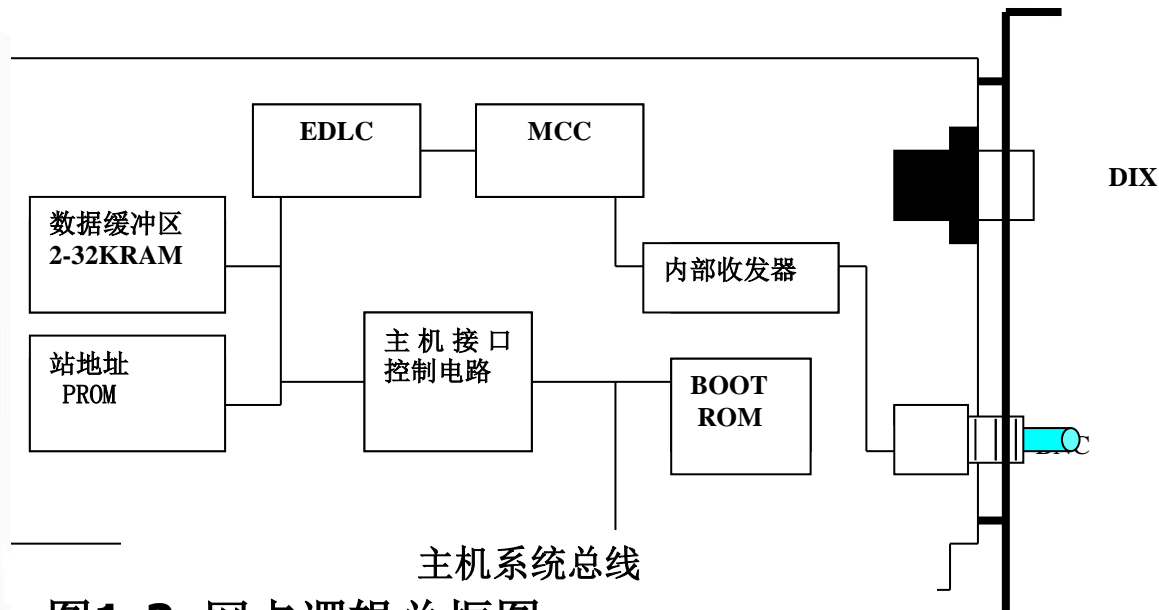 EDLC
MCC
DIX
数据缓冲区
2-32KRAM
内部收发器
站地址
PROM
主机接口
控制电路
BOOT
ROM
BNC
主机系统总线